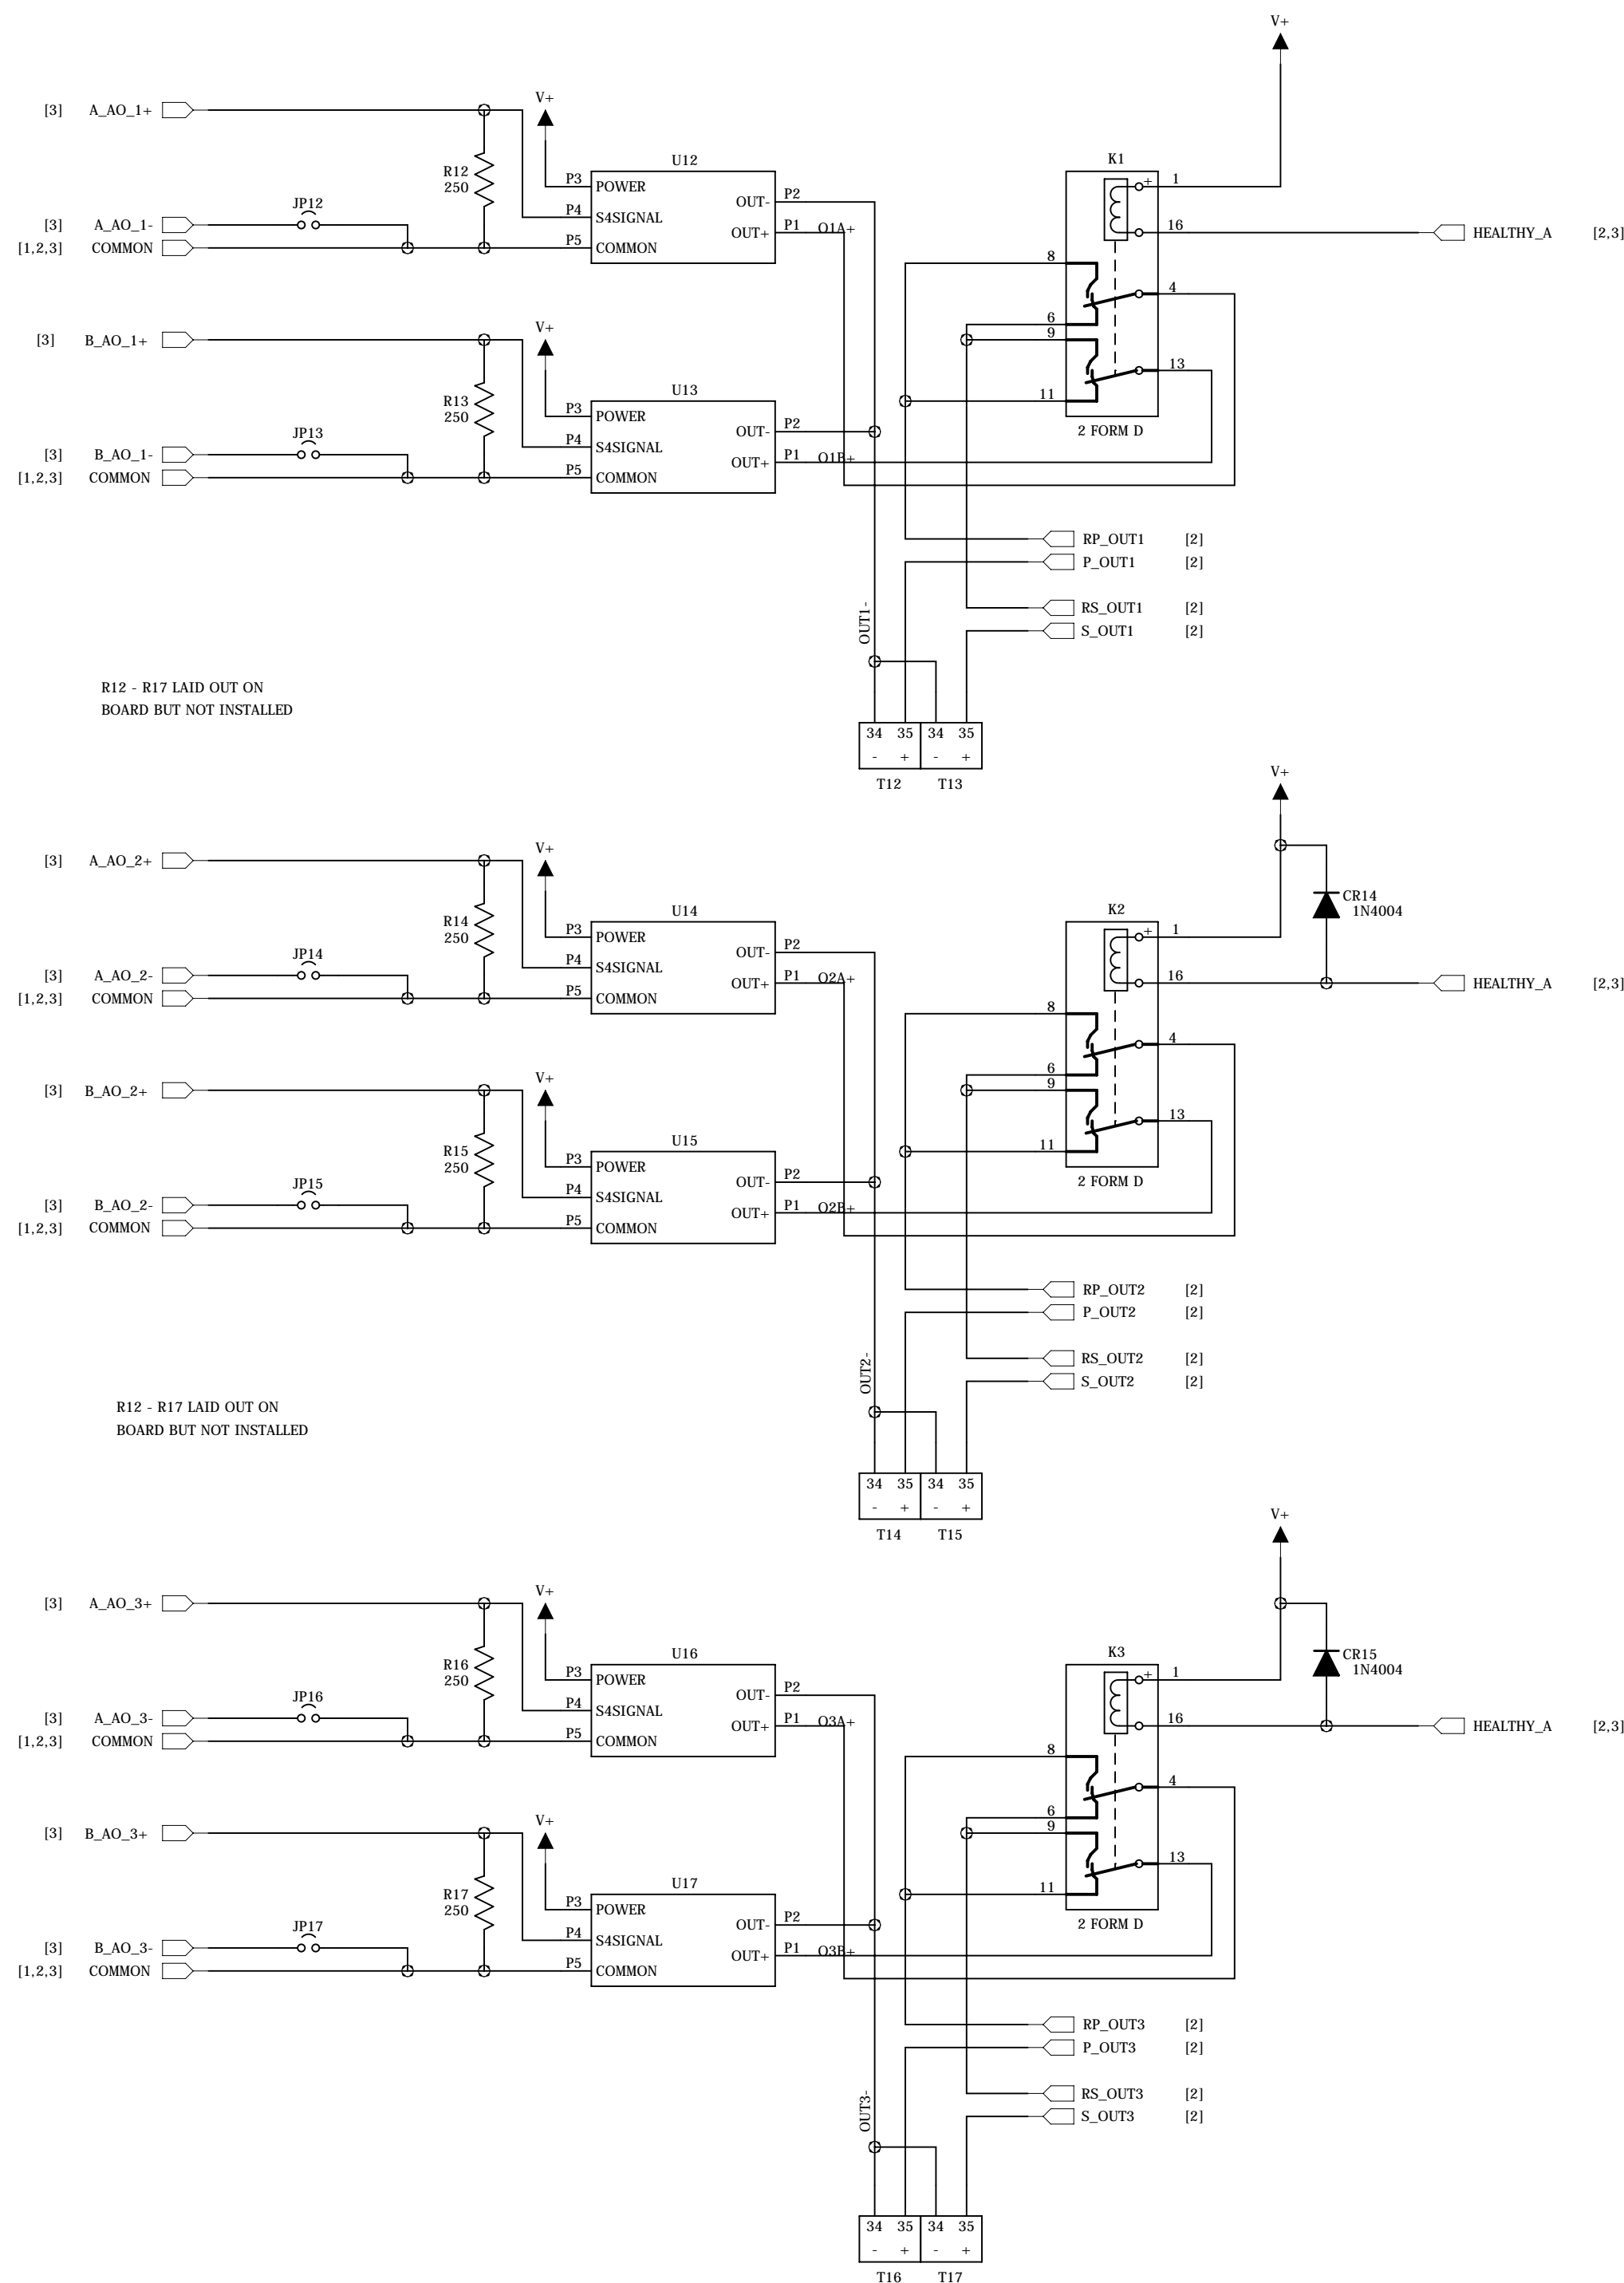 V+
[3] A_AO_1+
V+
R12
250
U12
K1
P3 POWER
P4 S4SIGNAL
P5 COMMON
OUT- P2
OUT+ P1 O1A+
+ 1
16 HEALTHY_A [2,3]
JP12
[3] A_AO_1-
[1,2,3] COMMON
8
4
6
9
13
11
2 FORM D
[3] B_AO_1+
V+
R13
250
U13
P3 POWER
P4 S4SIGNAL
P5 COMMON
OUT- P2
OUT+ P1 O1B+
JP13
[3] B_AO_1-
[1,2,3] COMMON
RP_OUT1 [2]
P_OUT1 [2]
RS_OUT1 [2]
S_OUT1 [2]
OUT1-
R12 - R17 LAID OUT ON
BOARD BUT NOT INSTALLED
34 35 34 35
- + - +
T12 T13
V+
[3] A_AO_2+
V+
R14
250
U14
K2
CR14
1N4004
P3 POWER
P4 S4SIGNAL
P5 COMMON
OUT- P2
OUT+ P1 O2A+
+ 1
16 HEALTHY_A [2,3]
JP14
[3] A_AO_2-
[1,2,3] COMMON
8
4
6
9
13
11
2 FORM D
[3] B_AO_2+
V+
R15
250
U15
P3 POWER
P4 S4SIGNAL
P5 COMMON
OUT- P2
OUT+ P1 O2B+
JP15
[3] B_AO_2-
[1,2,3] COMMON
RP_OUT2 [2]
P_OUT2 [2]
RS_OUT2 [2]
S_OUT2 [2]
OUT2-
R12 - R17 LAID OUT ON
BOARD BUT NOT INSTALLED
34 35 34 35
- + - +
T14 T15
V+
[3] A_AO_3+
V+
R16
250
U16
K3
CR15
1N4004
P3 POWER
P4 S4SIGNAL
P5 COMMON
OUT- P2
OUT+ P1 O3A+
+ 1
16 HEALTHY_A [2,3]
JP16
[3] A_AO_3-
[1,2,3] COMMON
8
4
6
9
13
11
2 FORM D
[3] B_AO_3+
V+
R17
250
U17
P3 POWER
P4 S4SIGNAL
P5 COMMON
OUT- P2
OUT+ P1 O3B+
JP17
[3] B_AO_3-
[1,2,3] COMMON
RP_OUT3 [2]
P_OUT3 [2]
RS_OUT3 [2]
S_OUT3 [2]
OUT3-
34 35 34 35
- + - +
T16 T17